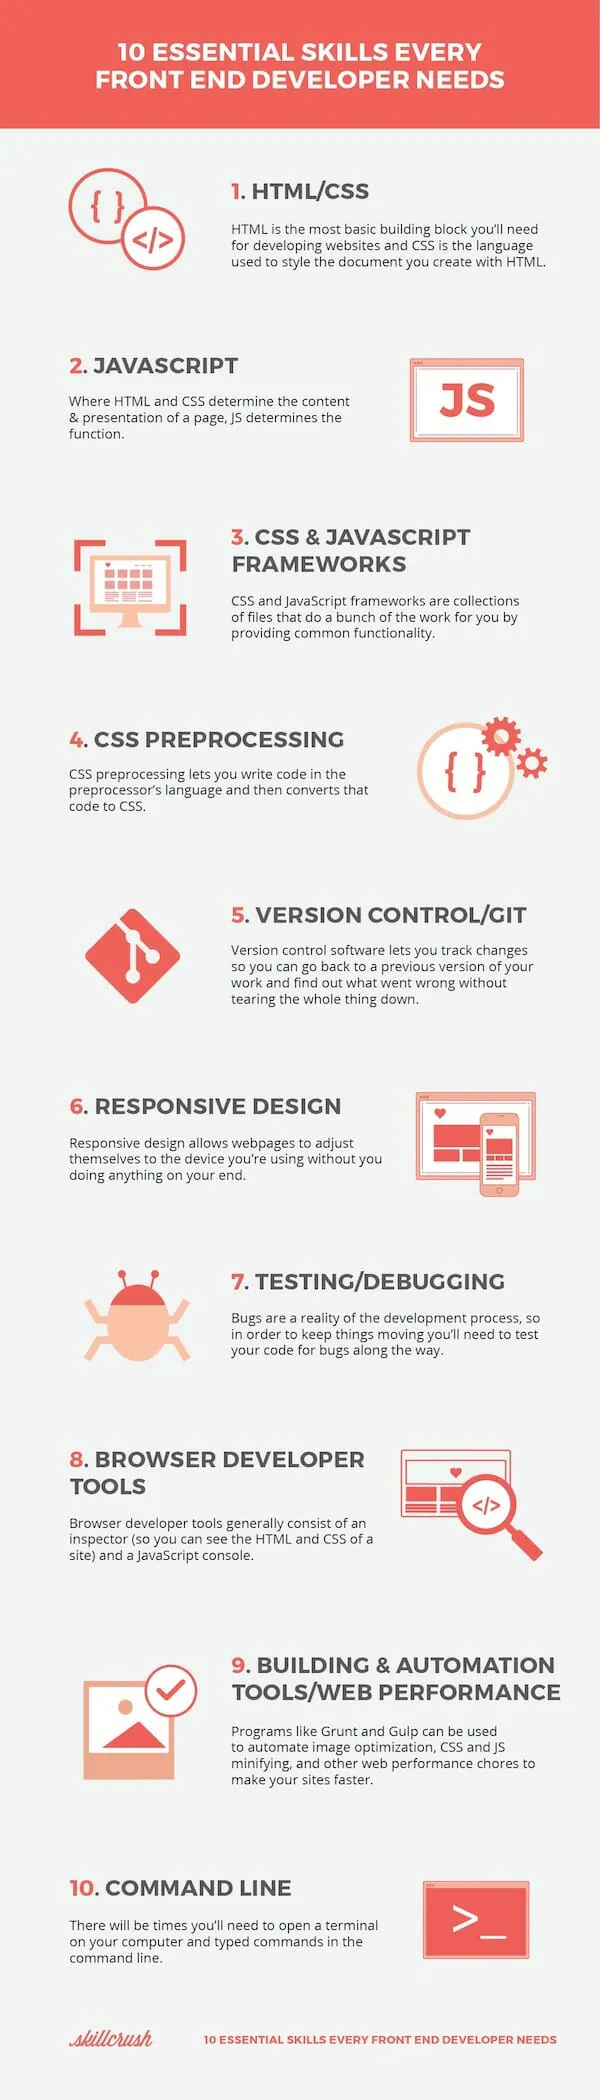 10 ESSENTIAL SKILLS EVERY
FRONT END DEVELOPER NEEDS
{ }
</>
1. HTML/CSS
HTML is the most basic building block you'll need
for developing websites and CSS is the language
used to style the document you create with HTML.
2. JAVASCRIPT
Where HTML and CSS determine the content
& presentation of a page, JS determines the
function.
JS
3. CSS & JAVASCRIPT
FRAMEWORKS
CSS and JavaScript frameworks are collections
of files that do a bunch of the work for you by
providing common functionality.
4. CSS PREPROCESSING
CSS preprocessing lets you write code in the
preprocessor's language and then converts that
code to CSS.
{ }
5. VERSION CONTROL/GIT
Version control software lets you track changes
so you can go back to a previous version of your
work and find out what went wrong without
tearing the whole thing down.
6. RESPONSIVE DESIGN
Responsive design allows webpages to adjust
themselves to the device you're using without you
doing anything on your end.
7. TESTING/DEBUGGING
Bugs are a reality of the development process, so
in order to keep things moving you'll need to test
your code for bugs along the way.
8. BROWSER DEVELOPER
TOOLS
Browser developer tools generally consist of an
inspector (so you can see the HTML and CSS of a
site) and a JavaScript console.
</>
9. BUILDING & AUTOMATION
TOOLS/WEB PERFORMANCE
Programs like Grunt and Gulp can be used
to automate image optimization, CSS and JS
minifying, and other web performance chores to
make your sites faster.
10. COMMAND LINE
There will be times you'll need to open a terminal
on your computer and typed commands in the
command line.
>_
skillcrush
10 ESSENTIAL SKILLS EVERY FRONT END DEVELOPER NEEDS